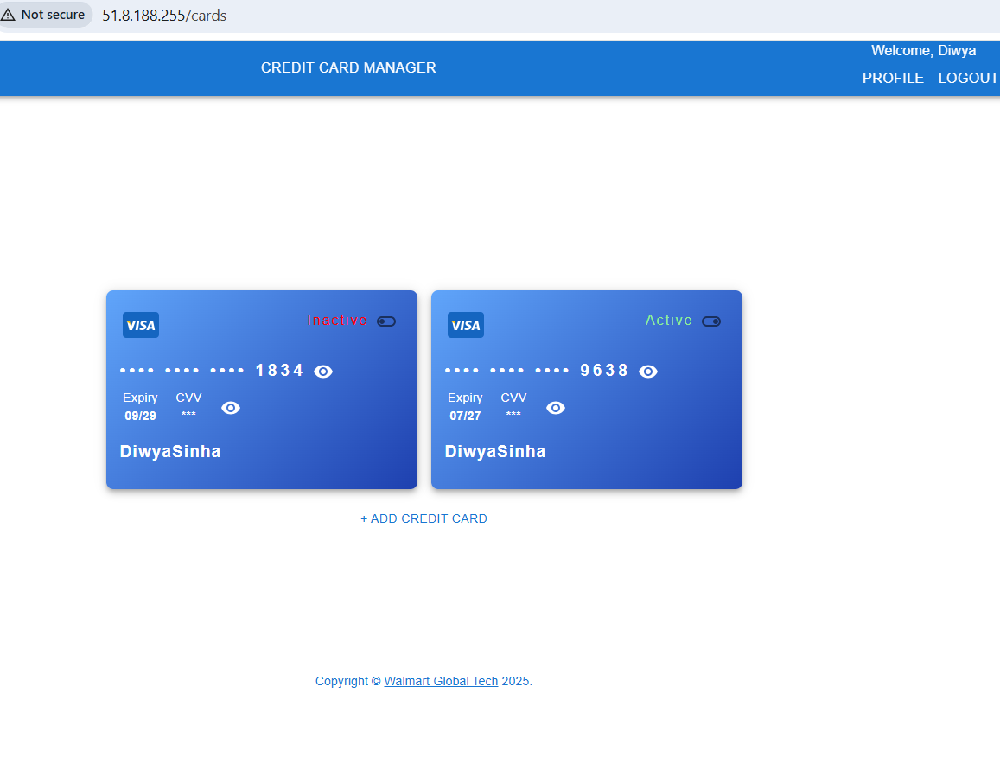 Not secure 51.8.188.255/cards
Welcome, Diwya
CREDIT CARD MANAGER
PROFILE LOGOUT
VISA Inactive
•••• •••• •••• 1834
Expiry CVV
09/29 ***
DiwyaSinha
VISA Active
•••• •••• •••• 9638
Expiry CVV
07/27 ***
DiwyaSinha
+ ADD CREDIT CARD
Copyright © Walmart Global Tech 2025.